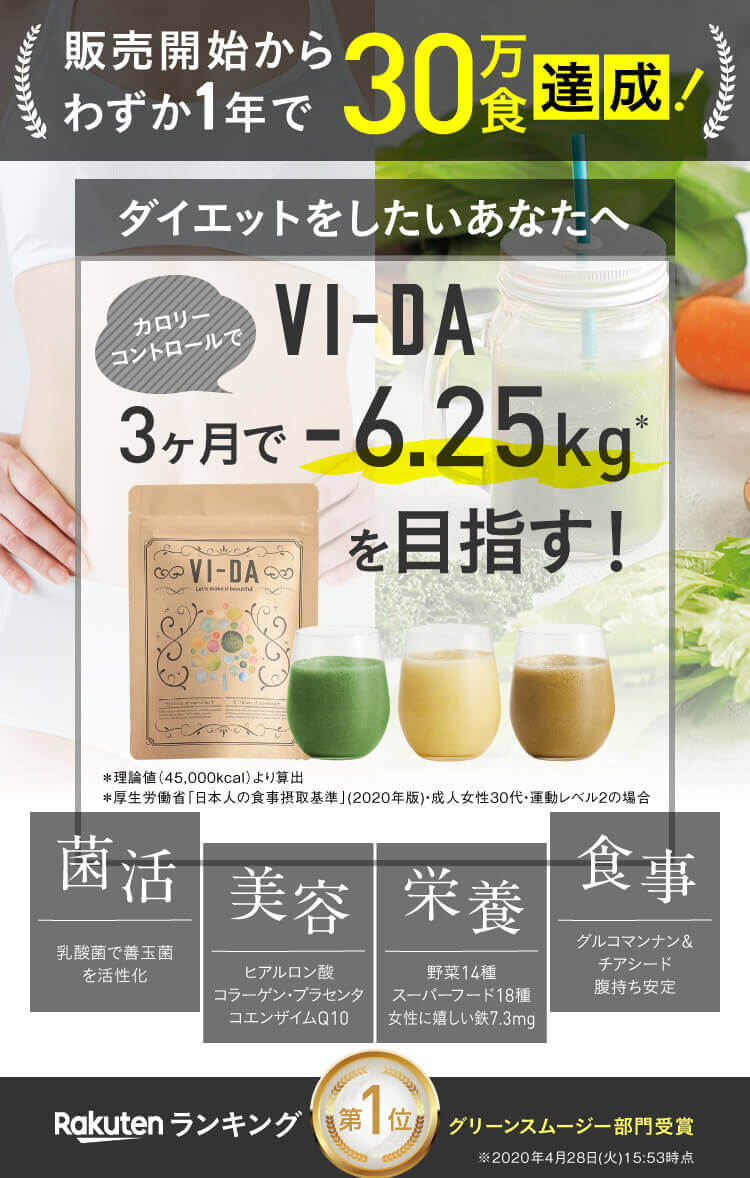 販売開始から
わずか1年で
30万食達成！
ダイエットをしたいあなたへ
カロリー
コントロールで
VI-DA
3ヶ月で-6.25kg*
を目指す！
VI-DA
Let's make it beautiful
＊理論値（45,000kcal）より算出
＊厚生労働省「日本人の食事摂取基準」(2020年版)・成人女性30代・運動レベル2の場合
菌活
乳酸菌で善玉菌
を活性化
美容
ヒアルロン酸
コラーゲン・プラセンタ
コエンザイムQ10
栄養
野菜14種
スーパーフード18種
女性に嬉しい鉄7.3mg
食事
グルコマンナン＆
チアシード
腹持ち安定
Rakuten ランキング
第1位
グリーンスムージー部門受賞
※2020年4月28日(火)15:53時点